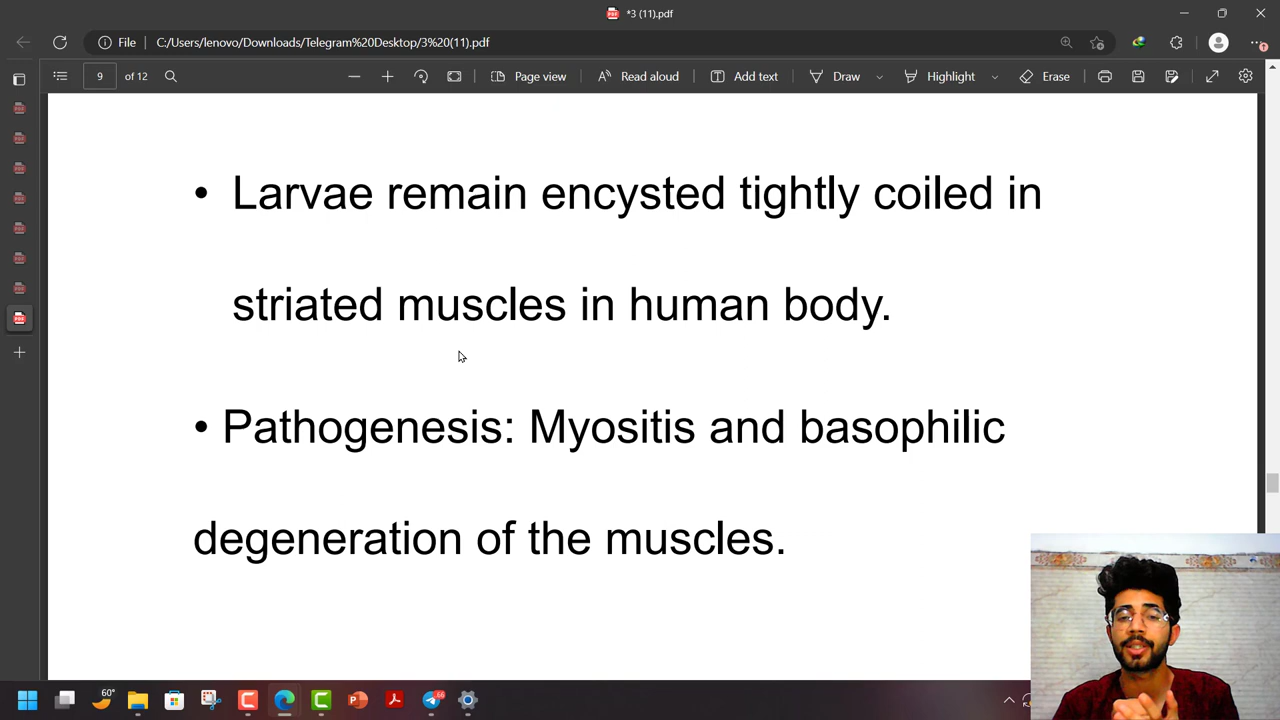 *3 (11).pdf
File
C:/Users/lenovo/Downloads/Telegram%20Desktop/3%20(11).pdf
9 of 12
Page view
Read aloud
Add text
Draw
Highlight
Erase
• Larvae remain encysted tightly coiled in
striated muscles in human body.
• Pathogenesis: Myositis and basophilic
degeneration of the muscles.
60°
66